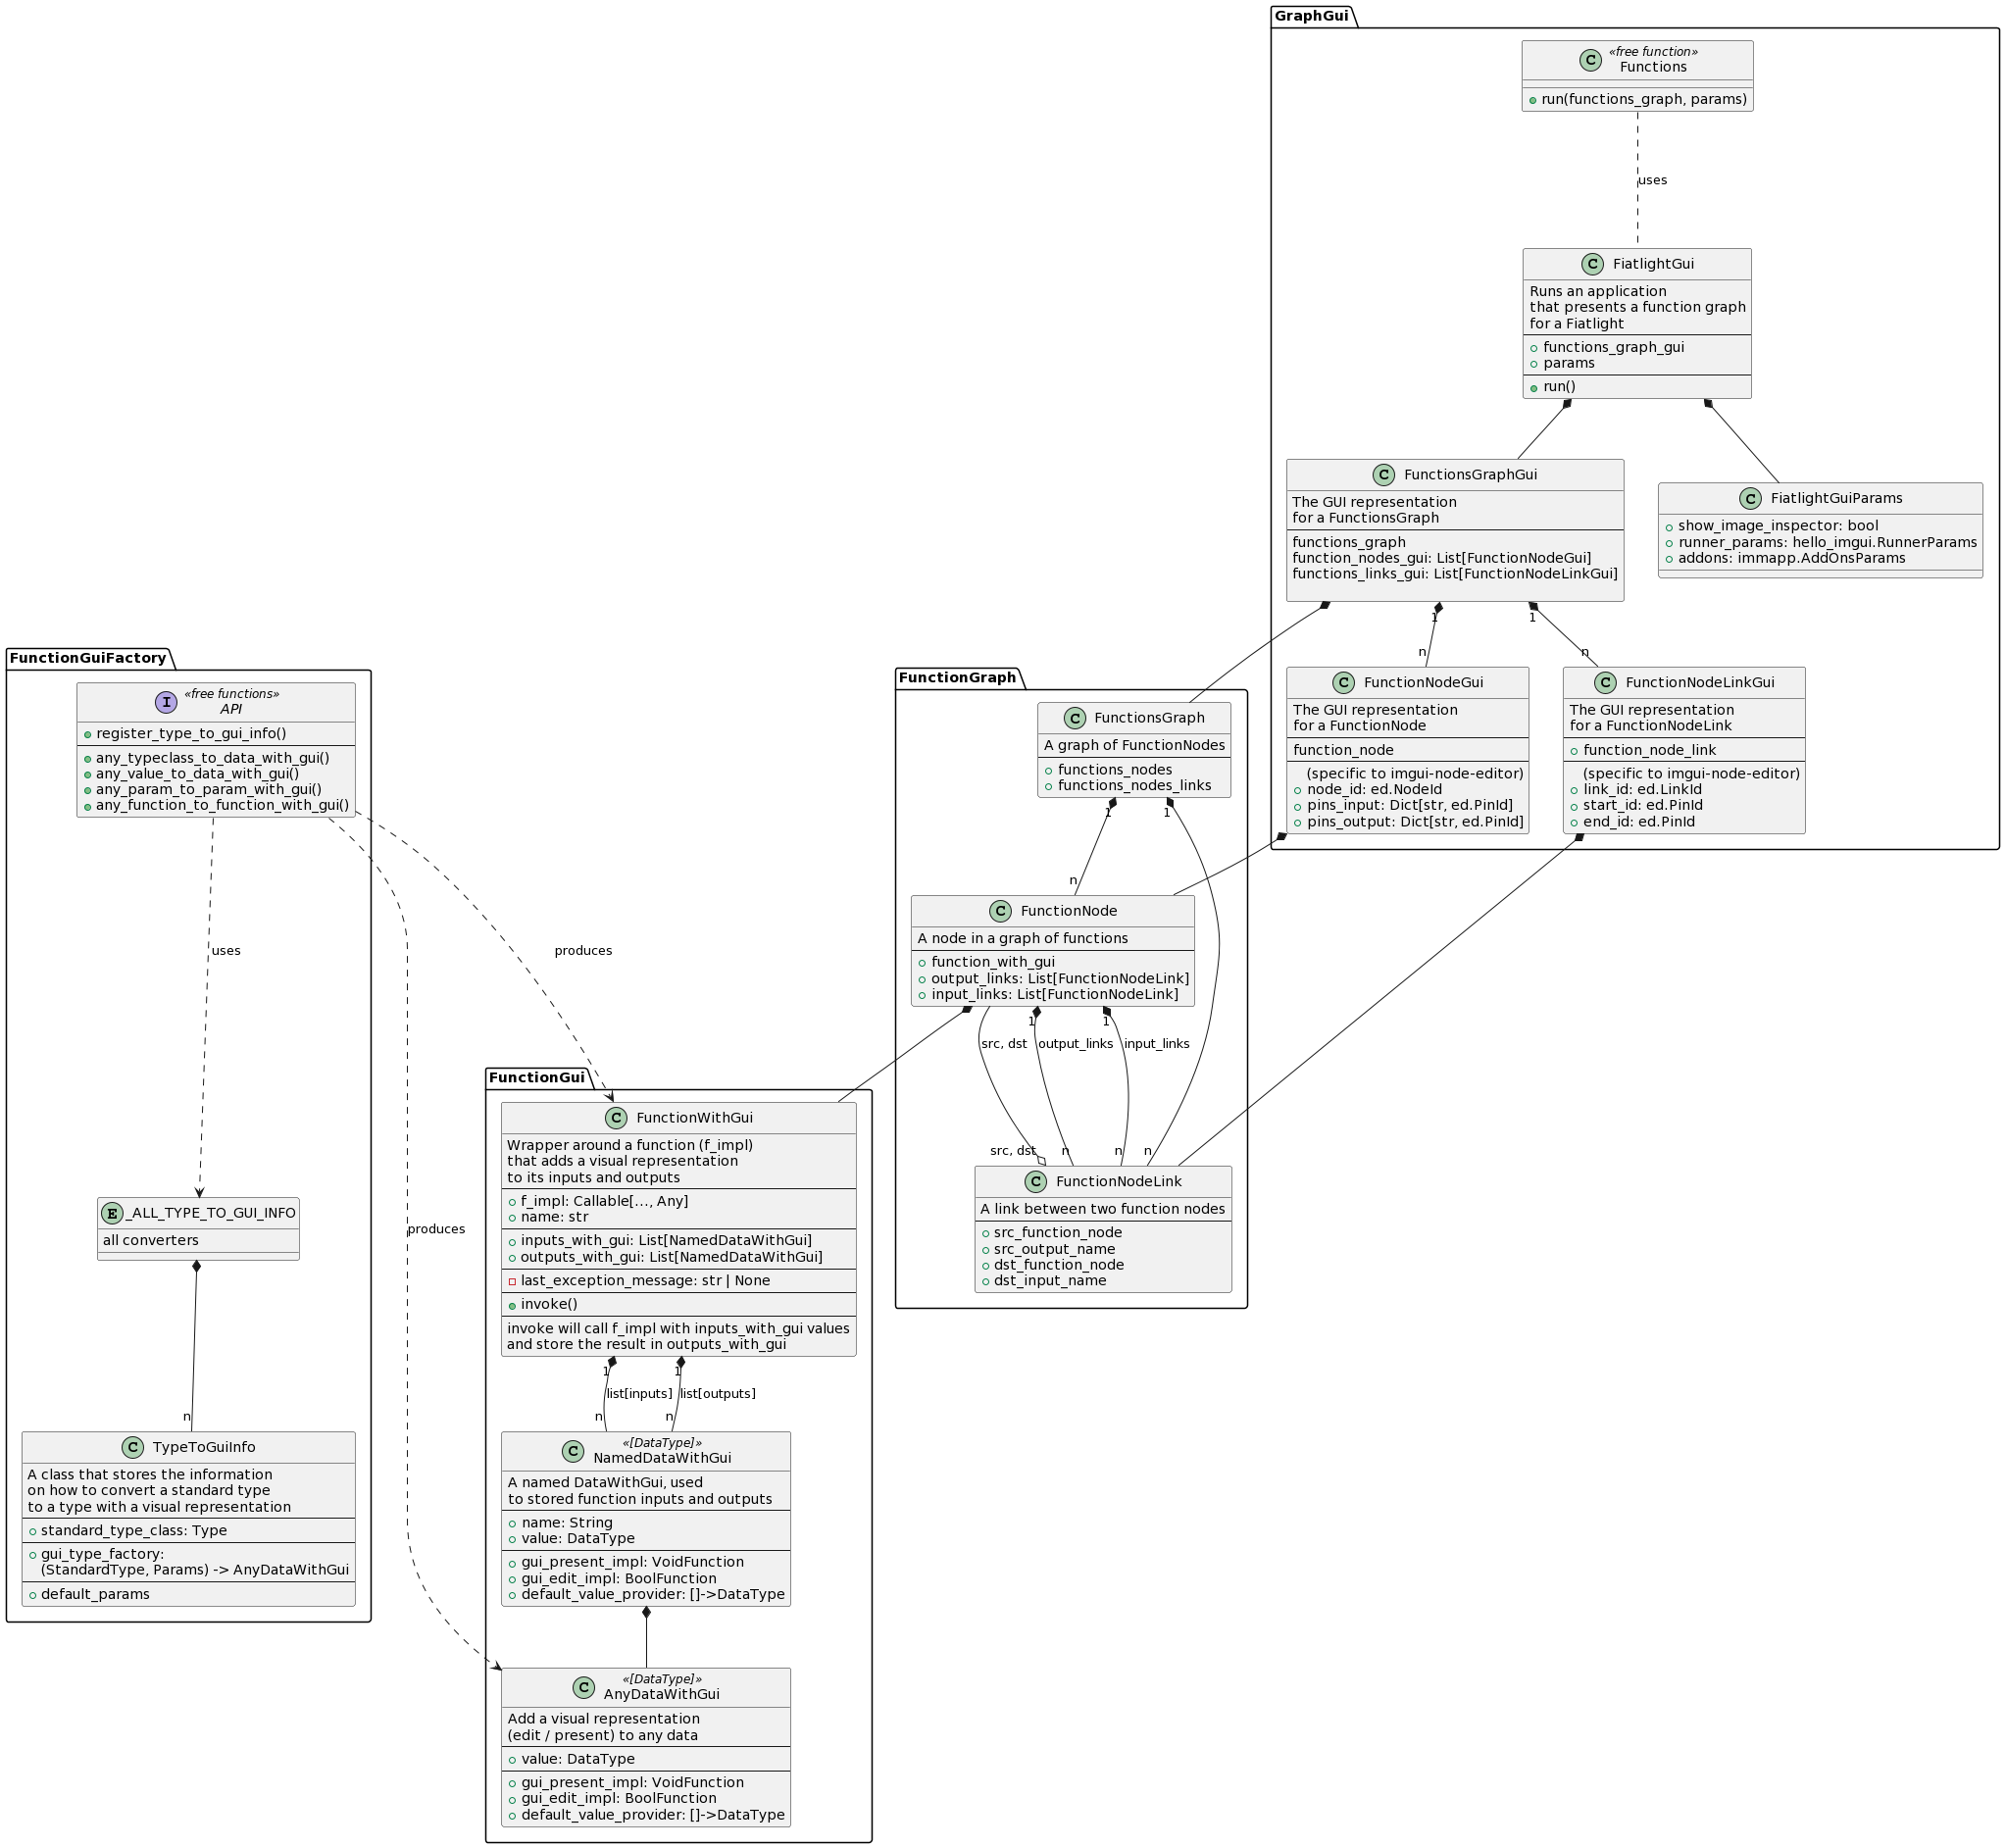 GraphGui
C
«free function»
Functions
run(functions_graph, params)
uses
C
FiatlightGui
Runs an application
that presents a function graph
for a Fiatlight
functions_graph_gui
params
run()
C
FunctionsGraphGui
The GUI representation
for a FunctionsGraph
functions_graph
function_nodes_gui: List[FunctionNodeGui]
functions_links_gui: List[FunctionNodeLinkGui]
C
FiatlightGuiParams
show_image_inspector: bool
runner_params: hello_imgui.RunnerParams
addons: immapp.AddOnsParams
1
1
n
n
C
FunctionNodeGui
The GUI representation
for a FunctionNode
function_node
(specific to imgui-node-editor)
node_id: ed.NodeId
pins_input: Dict[str, ed.PinId]
pins_output: Dict[str, ed.PinId]
C
FunctionNodeLinkGui
The GUI representation
for a FunctionNodeLink
function_node_link
(specific to imgui-node-editor)
link_id: ed.LinkId
start_id: ed.PinId
end_id: ed.PinId
FunctionGraph
C
FunctionsGraph
A graph of FunctionNodes
functions_nodes
functions_nodes_links
1
1
n
C
FunctionNode
A node in a graph of functions
function_with_gui
output_links: List[FunctionNodeLink]
input_links: List[FunctionNodeLink]
1
1
src, dst
output_links
input_links
src, dst
n
n
n
C
FunctionNodeLink
A link between two function nodes
src_function_node
src_output_name
dst_function_node
dst_input_name
FunctionGuiFactory
I
«free functions»
API
register_type_to_gui_info()
any_typeclass_to_data_with_gui()
any_value_to_data_with_gui()
any_param_to_param_with_gui()
any_function_to_function_with_gui()
uses
produces
produces
E
_ALL_TYPE_TO_GUI_INFO
all converters
n
C
TypeToGuiInfo
A class that stores the information
on how to convert a standard type
to a type with a visual representation
standard_type_class: Type
gui_type_factory:
(StandardType, Params) -> AnyDataWithGui
default_params
FunctionGui
C
FunctionWithGui
Wrapper around a function (f_impl)
that adds a visual representation
to its inputs and outputs
f_impl: Callable[..., Any]
name: str
inputs_with_gui: List[NamedDataWithGui]
outputs_with_gui: List[NamedDataWithGui]
last_exception_message: str | None
invoke()
invoke will call f_impl with inputs_with_gui values
and store the result in outputs_with_gui
1
1
list[inputs]
list[outputs]
n
n
C
«[DataType]»
NamedDataWithGui
A named DataWithGui, used
to stored function inputs and outputs
name: String
value: DataType
gui_present_impl: VoidFunction
gui_edit_impl: BoolFunction
default_value_provider: []->DataType
C
«[DataType]»
AnyDataWithGui
Add a visual representation
(edit / present) to any data
value: DataType
gui_present_impl: VoidFunction
gui_edit_impl: BoolFunction
default_value_provider: []->DataType